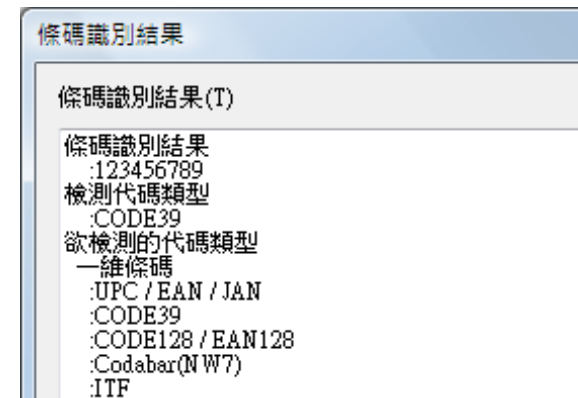 條碼識別結果
條碼識別結果(T)
條碼識別結果
:123456789
檢測代碼類型
:CODE39
欲檢測的代碼類型
一維條碼
:UPC / EAN / JAN
:CODE39
:CODE128 / EAN128
:Codabar(NW7)
:ITF